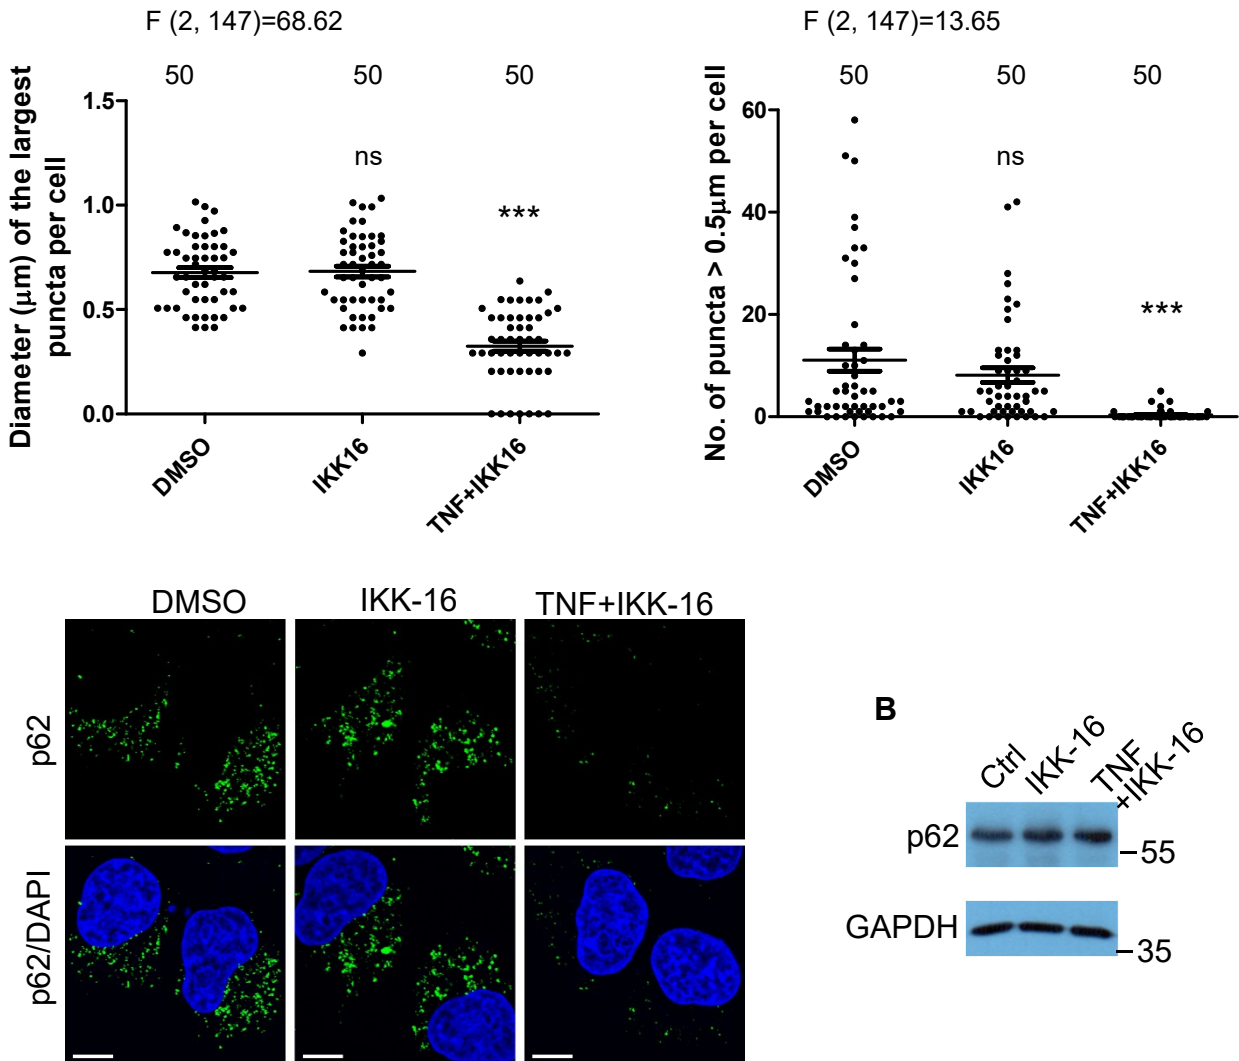 F (2, 147)=68.62
50 50 50
Diameter (μm) of the largest
puncta per cell
1.5
1.0
0.5
0.0
ns
***
DMSO
IKK16
TNF+IKK16
F (2, 147)=13.65
50 50 50
No. of puncta > 0.5μm per cell
60
40
20
0
ns
***
DMSO
IKK16
TNF+IKK16
DMSO
IKK-16
TNF+IKK-16
p62
p62/DAPI
B
Ctrl
IKK-16
TNF
+IKK-16
p62
55
GAPDH
35